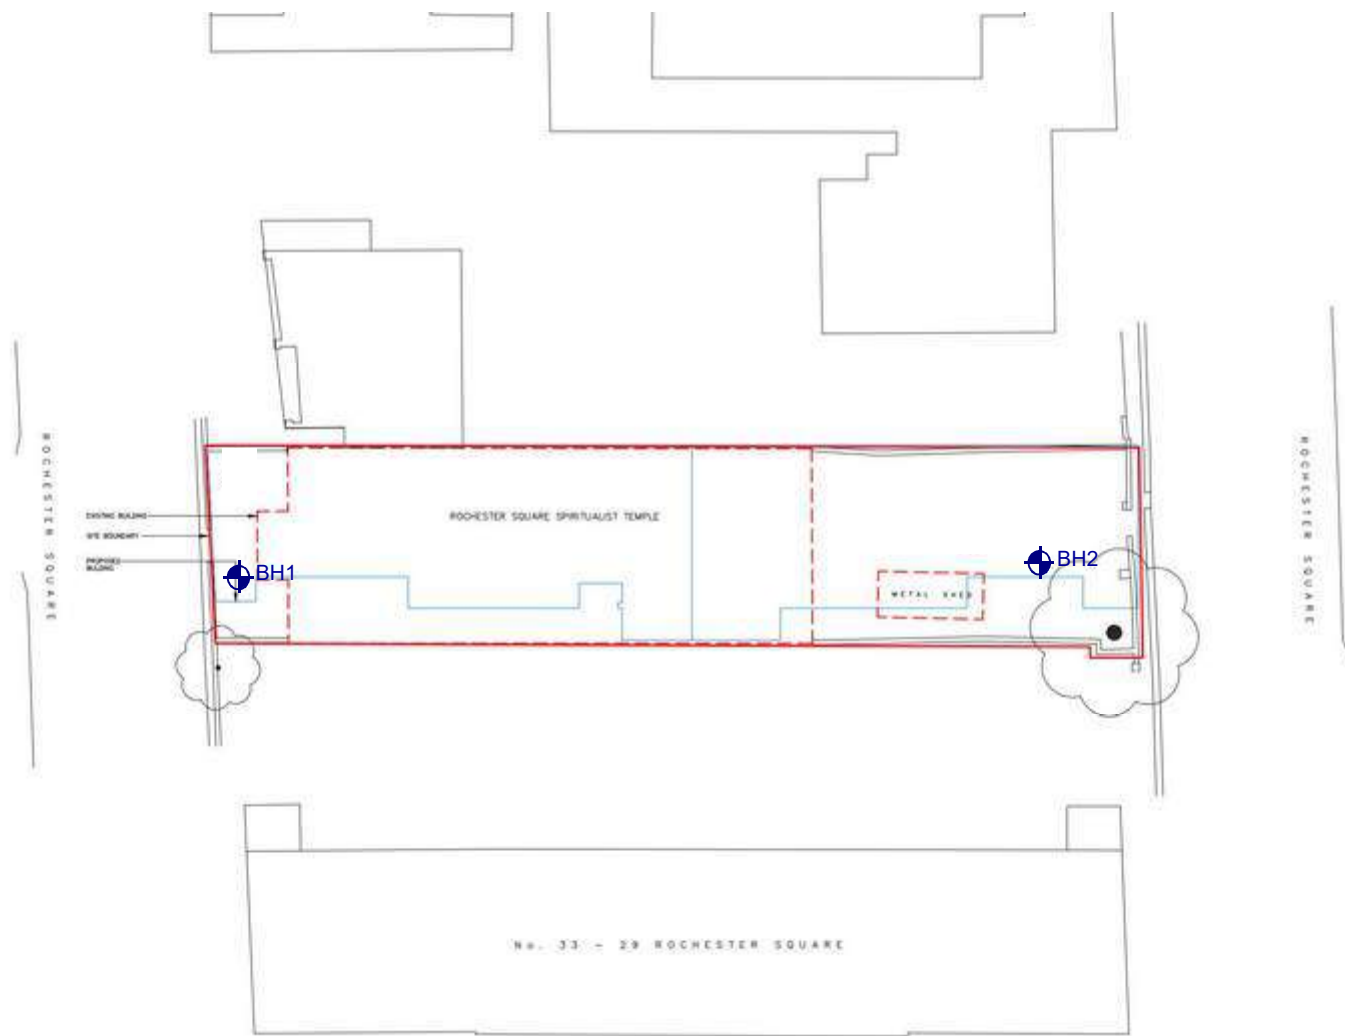 ROCHESTER SQUARE
EXISTING BUILDING
SITE BOUNDARY
PROPOSED
BUILDING
BH1
ROCHESTER SQUARE SPIRITUALIST TEMPLE
METAL SHED
BH2
ROCHESTER SQUARE
No. 33 - 29 ROCHESTER SQUARE